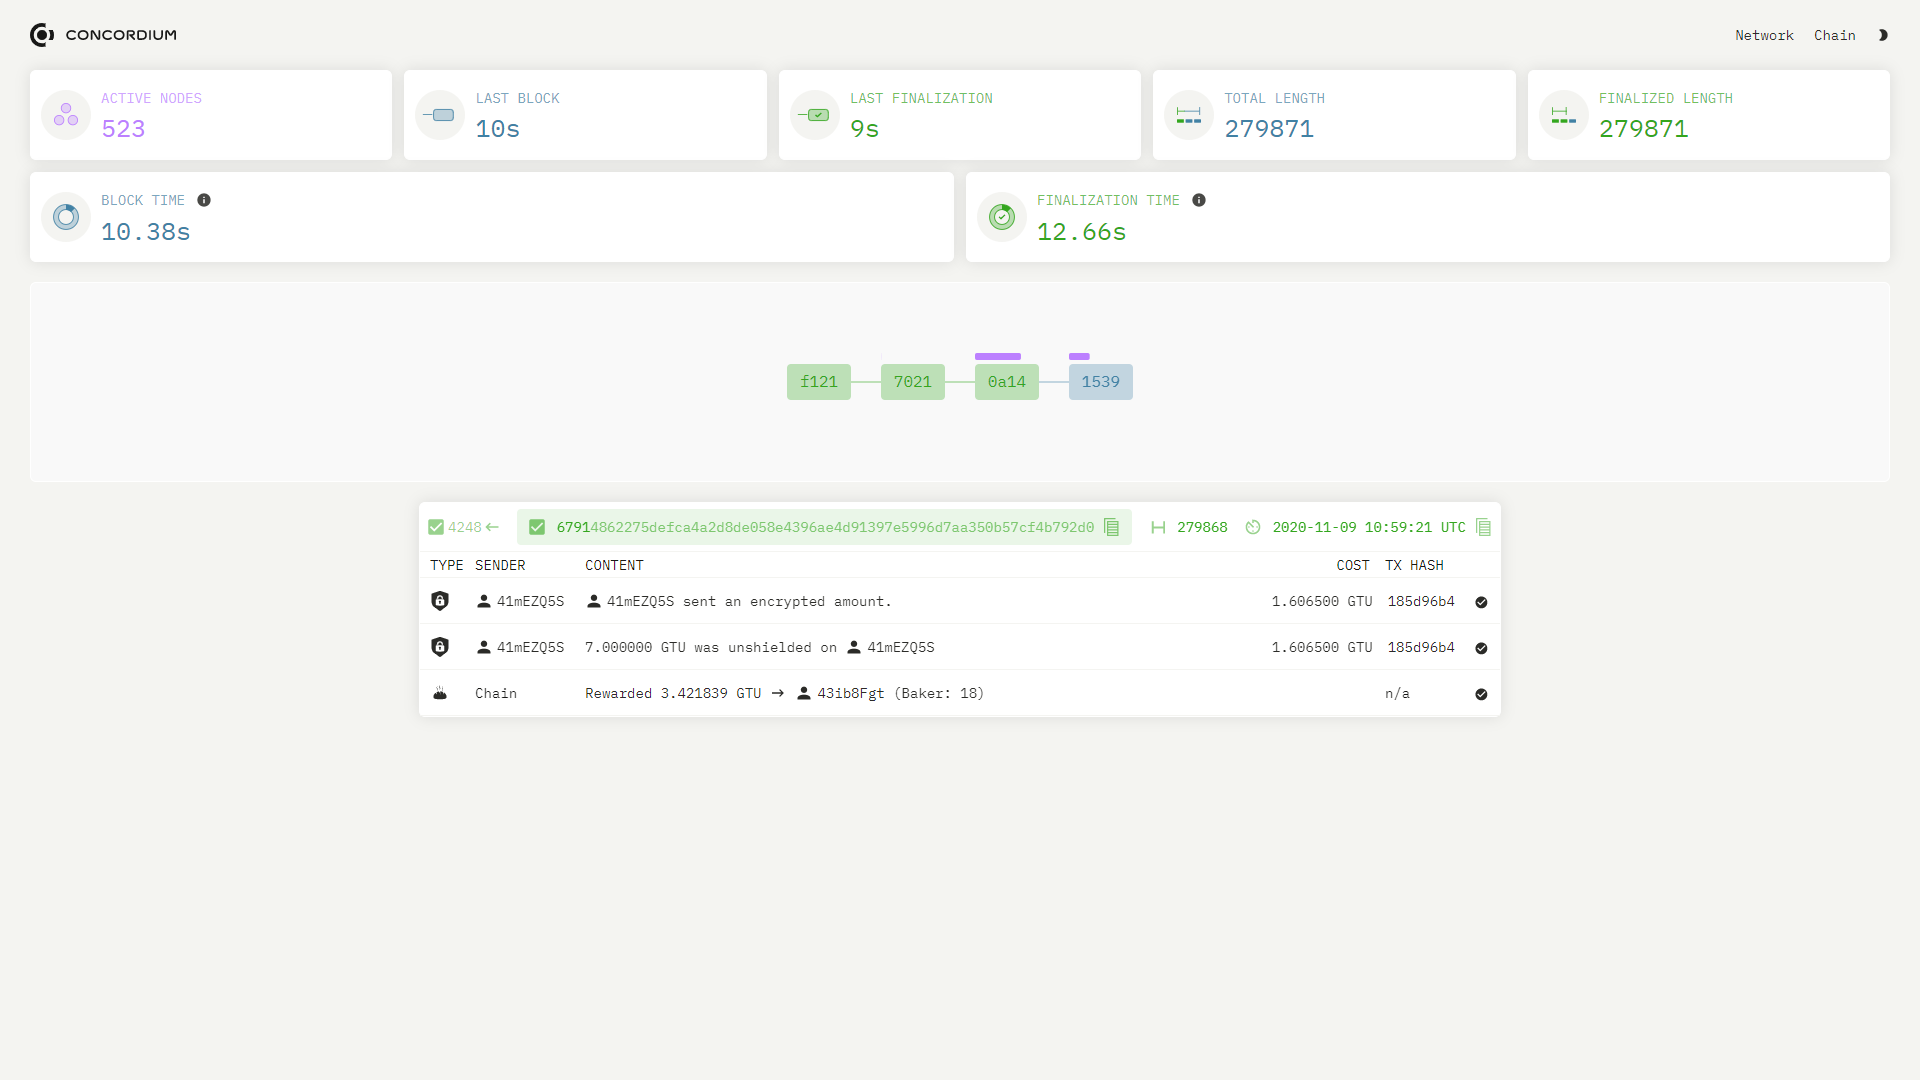 CONCORDIUM
Network Chain
ACTIVE NODES
523
LAST BLOCK
10s
LAST FINALIZATION
9s
TOTAL LENGTH
279871
FINALIZED LENGTH
279871
BLOCK TIME
10.38s
FINALIZATION TIME
12.66s
f121 7021 0a14 1539
4248 67914862275defca4a2d8de058e4396ae4d91397e5996d7aa350b57cf4b792d0 279868 2020-11-09 10:59:21 UTC
TYPE SENDER CONTENT COST TX HASH
41mEZQ5S 41mEZQ5S sent an encrypted amount. 1.606500 GTU 185d96b4
41mEZQ5S 7.000000 GTU was unshielded on 41mEZQ5S 1.606500 GTU 185d96b4
Chain Rewarded 3.421839 GTU → 43ib8Fgt (Baker: 18) n/a